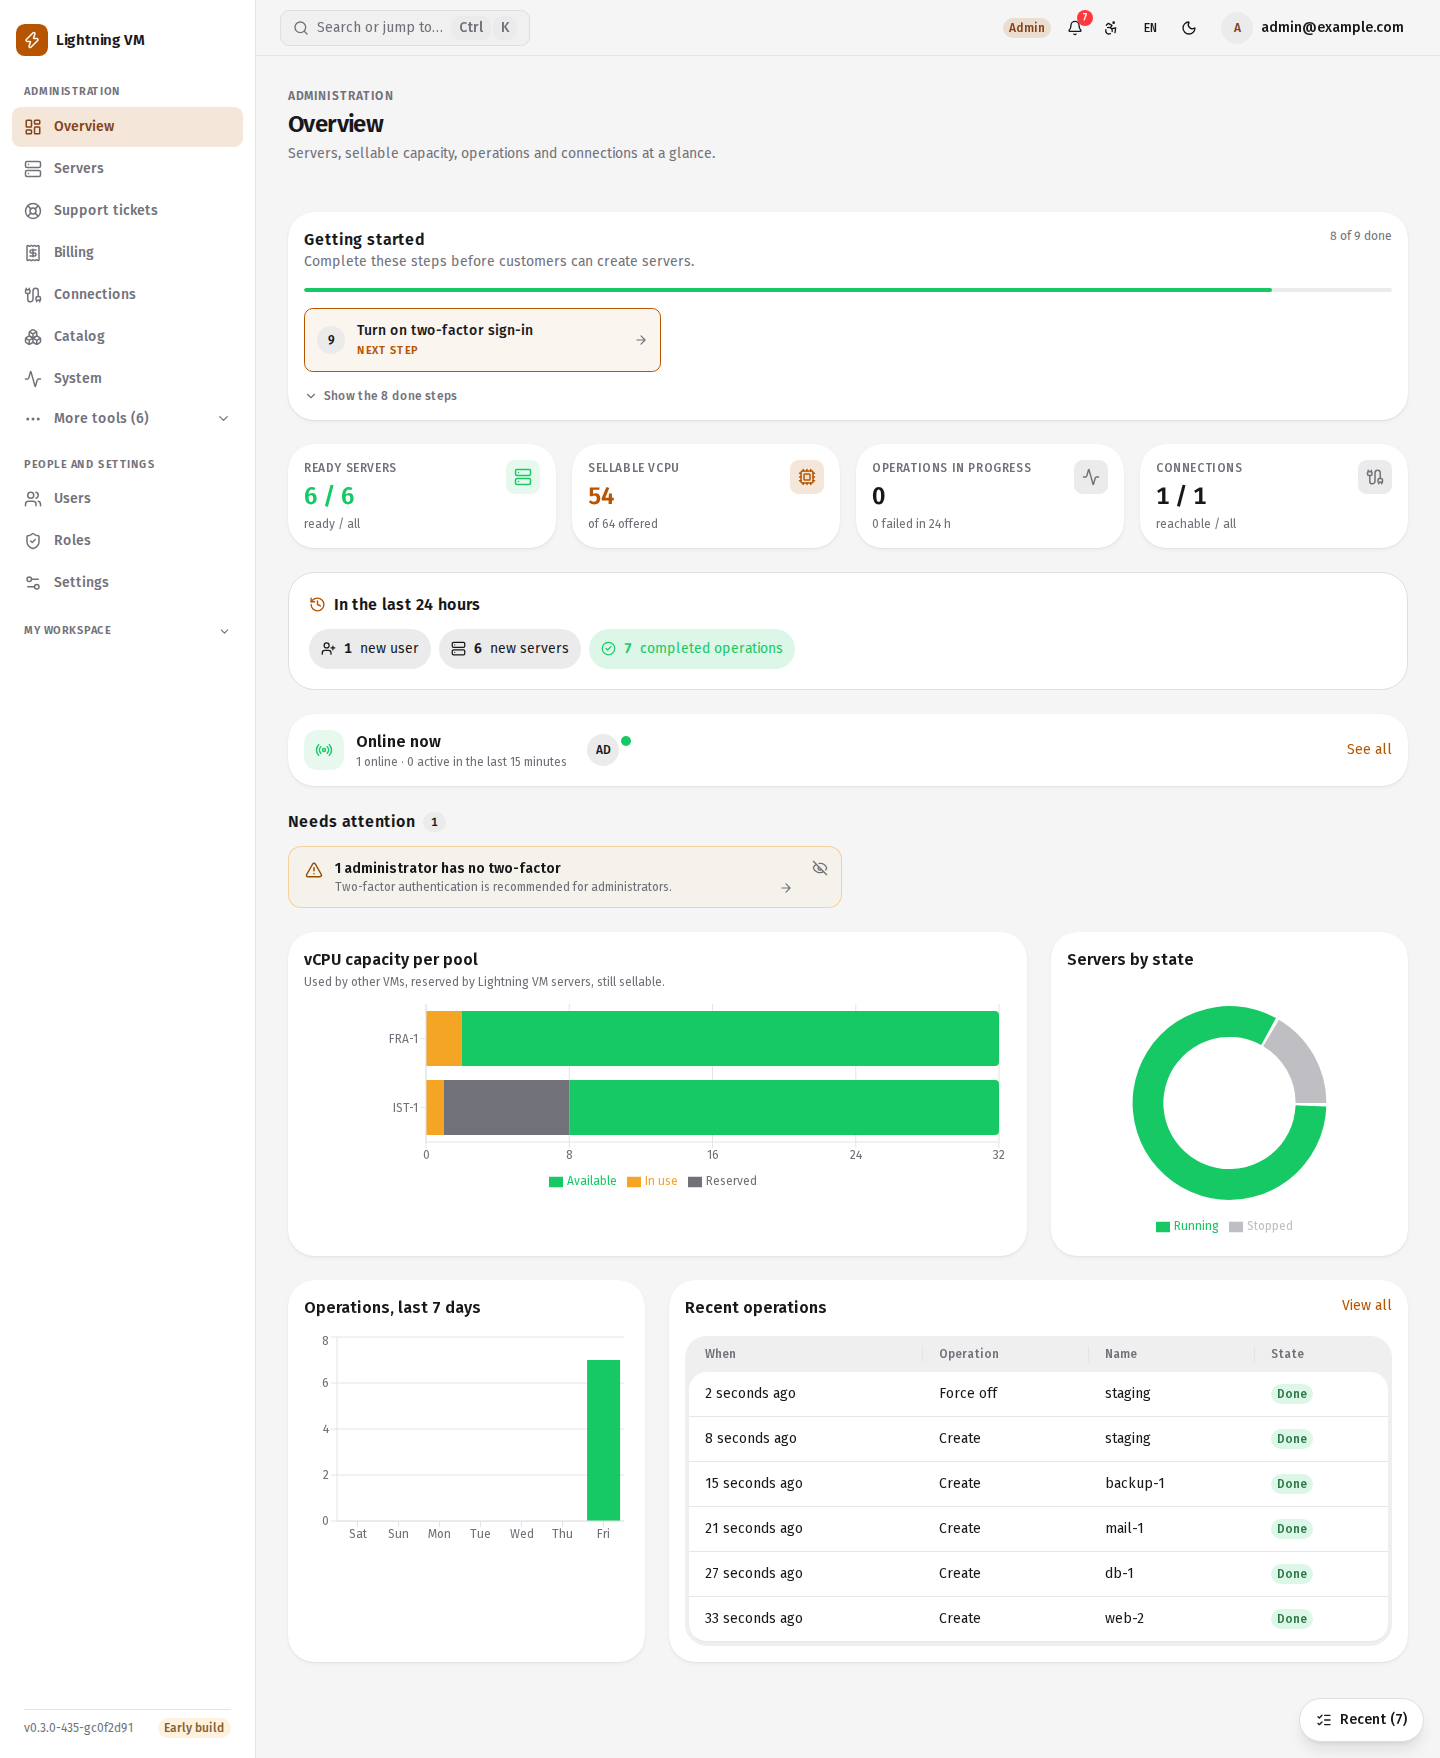 Lightning VM
Search or jump to... Ctrl K
Admin
7
EN
A
admin@example.com
ADMINISTRATION
Overview
Servers
Support tickets
Billing
Connections
Catalog
System
More tools (6)
PEOPLE AND SETTINGS
Users
Roles
Settings
MY WORKSPACE
v0.3.0-435-gc0f2d91
Early build
ADMINISTRATION
Overview
Servers, sellable capacity, operations and connections at a glance.
Getting started
8 of 9 done
Complete these steps before customers can create servers.
9
Turn on two-factor sign-in
NEXT STEP
Show the 8 done steps
READY SERVERS
6 / 6
ready / all
SELLABLE VCPU
54
of 64 offered
OPERATIONS IN PROGRESS
0
0 failed in 24 h
CONNECTIONS
1 / 1
reachable / all
In the last 24 hours
1 new user
6 new servers
7 completed operations
Online now
1 online · 0 active in the last 15 minutes
AD
See all
Needs attention 1
1 administrator has no two-factor
Two-factor authentication is recommended for administrators.
vCPU capacity per pool
Used by other VMs, reserved by Lightning VM servers, still sellable.
FRA-1
IST-1
0 8 16 24 32
Available In use Reserved
Servers by state
Running Stopped
Operations, last 7 days
8
6
4
2
0
Sat Sun Mon Tue Wed Thu Fri
Recent operations
View all
When Operation Name State
2 seconds ago Force off staging Done
8 seconds ago Create staging Done
15 seconds ago Create backup-1 Done
21 seconds ago Create mail-1 Done
27 seconds ago Create db-1 Done
33 seconds ago Create web-2 Done
Recent (7)